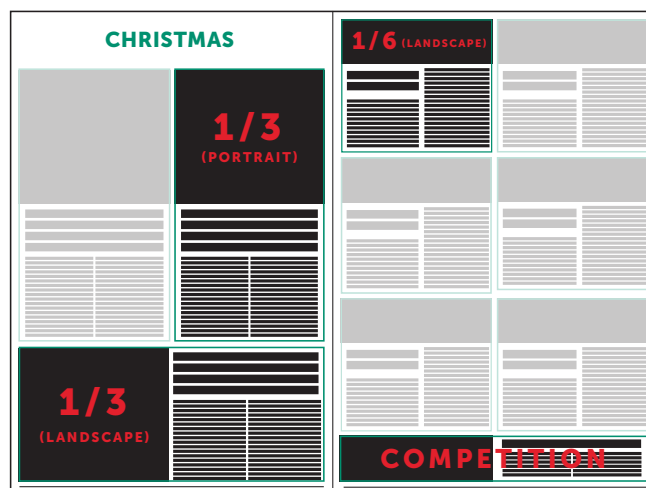 CHRISTMAS
1/3
(PORTRAIT)
1/3
(LANDSCAPE)
1/6 (LANDSCAPE)
COMPETITION